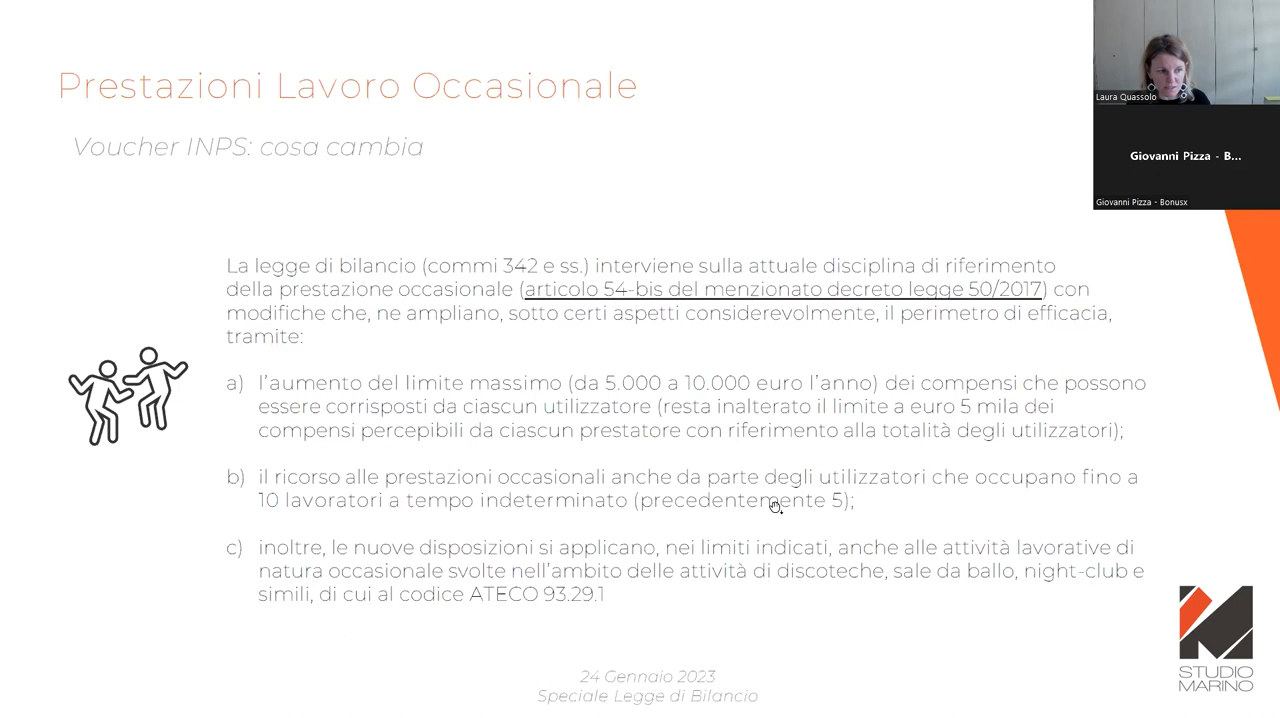 Prestazioni Lavoro Occasionale
Voucher INPS: cosa cambia
Laura Quassolo
Giovanni Pizza - B...
Giovanni Pizza - Bonusx
La legge di bilancio (commi 342 e ss.) interviene sulla attuale disciplina di riferimento
della prestazione occasionale (articolo 54-bis del menzionato decreto legge 50/2017) con
modifiche che, ne ampliano, sotto certi aspetti considerevolmente, il perimetro di efficacia,
tramite:
a) l'aumento del limite massimo (da 5.000 a 10.000 euro l'anno) dei compensi che possono
essere corrisposti da ciascun utilizzatore (resta inalterato il limite a euro 5 mila dei
compensi percepibili da ciascun prestatore con riferimento alla totalità degli utilizzatori);
b) il ricorso alle prestazioni occasionali anche da parte degli utilizzatori che occupano fino a
10 lavoratori a tempo indeterminato (precedentemente 5);
c) inoltre, le nuove disposizioni si applicano, nei limiti indicati, anche alle attività lavorative di
natura occasionale svolte nell'ambito delle attività di discoteche, sale da ballo, night-club e
simili, di cui al codice ATECO 93.29.1
24 Gennaio 2023
Speciale Legge di Bilancio
STUDIO
MARINO